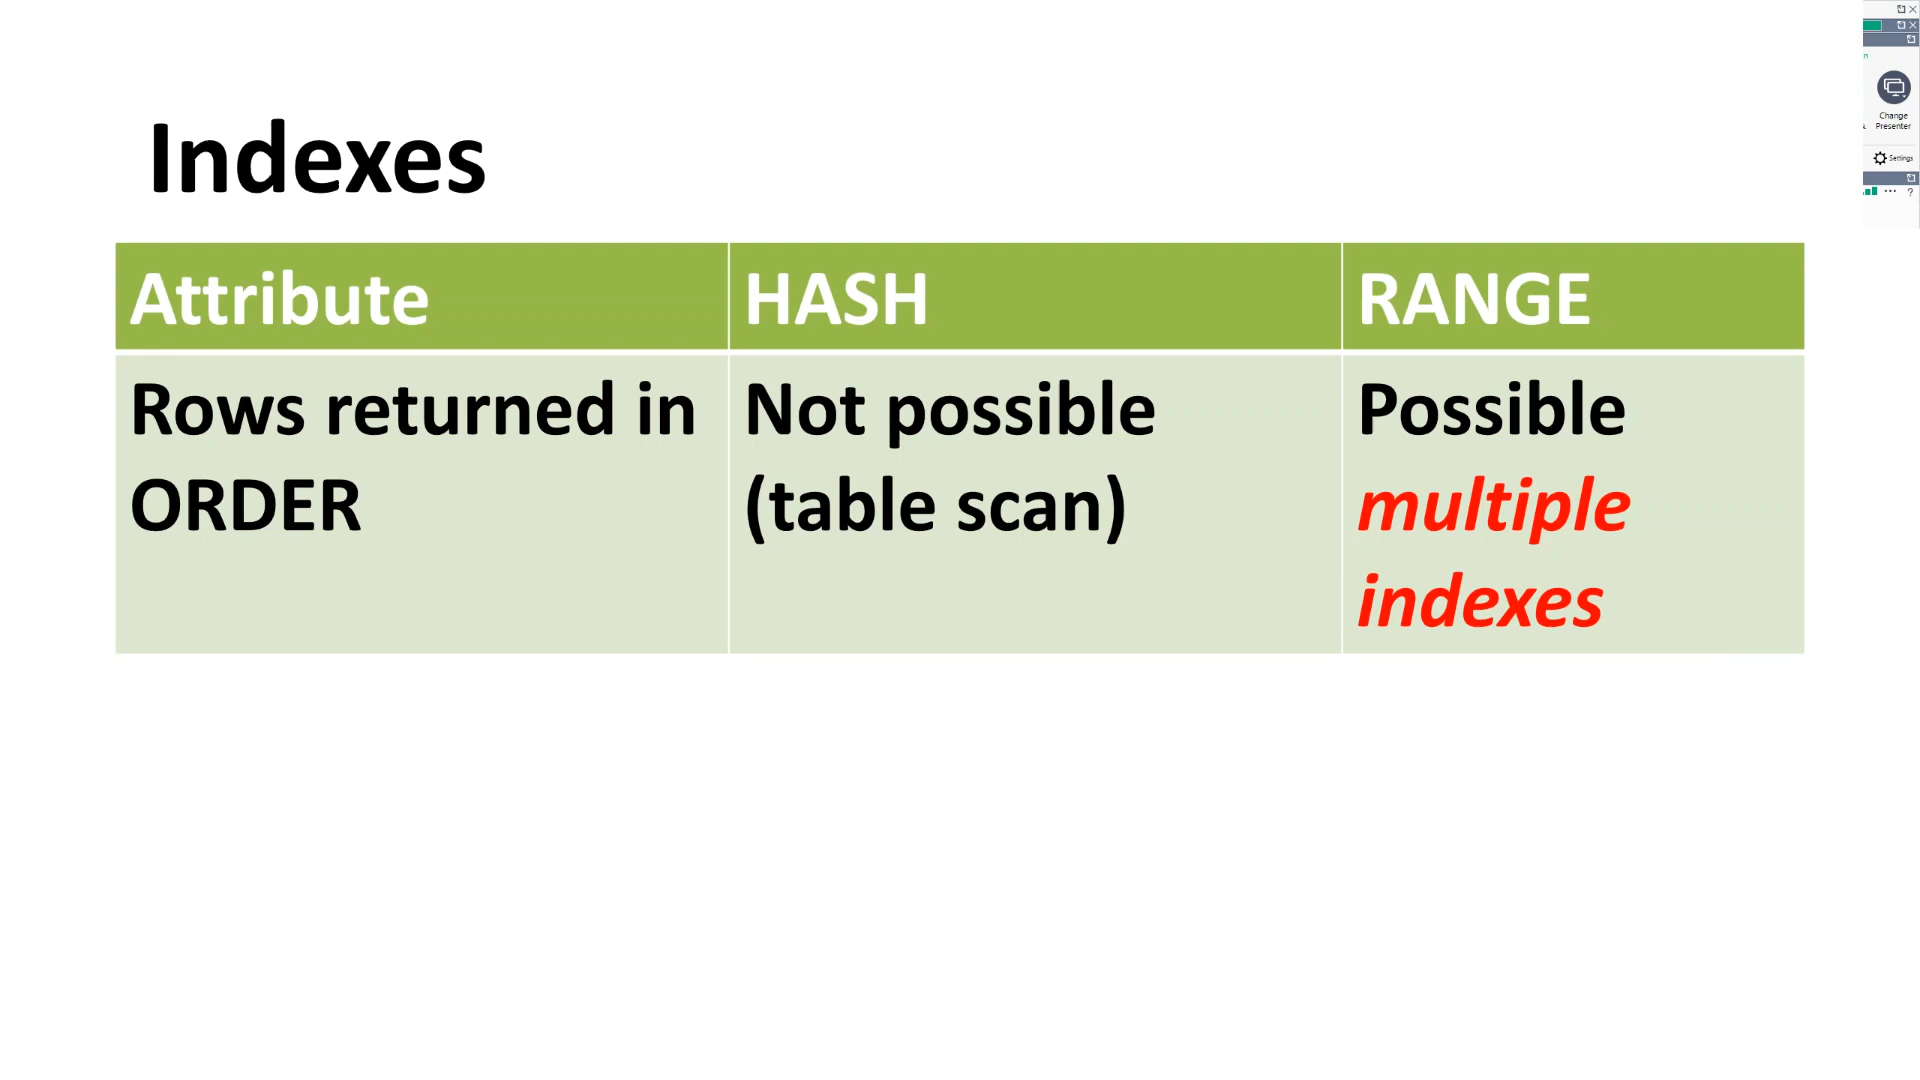 Indexes
Attribute
HASH
RANGE
Rows returned in
ORDER
Not possible
(table scan)
Possible
multiple
indexes
Change
Presenter
Settings
?